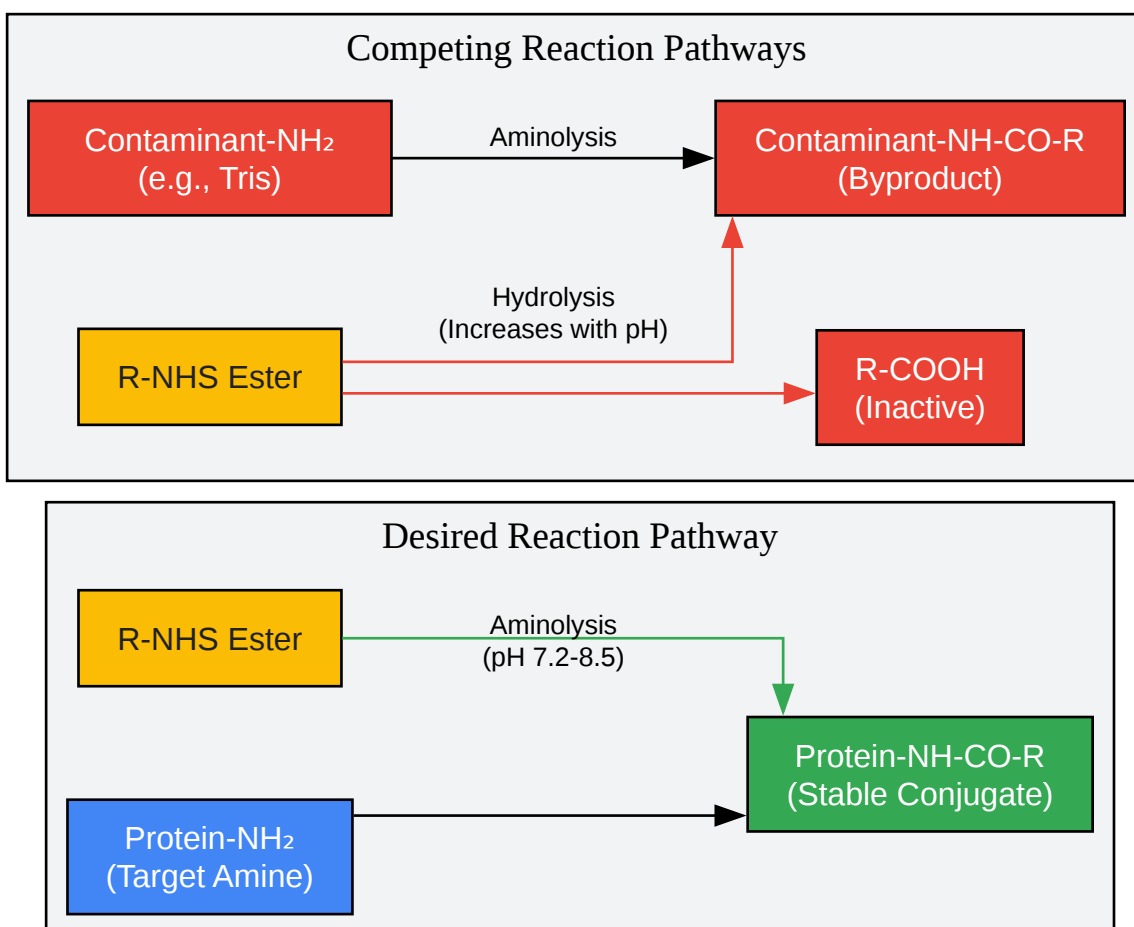 Competing Reaction Pathways
Contaminant-NH₂
(e.g., Tris)
Aminolysis
Contaminant-NH-CO-R
(Byproduct)
Hydrolysis
(Increases with pH)
R-NHS Ester
R-COOH
(Inactive)
Desired Reaction Pathway
R-NHS Ester
Aminolysis
(pH 7.2-8.5)
Protein-NH-CO-R
(Stable Conjugate)
Protein-NH₂
(Target Amine)